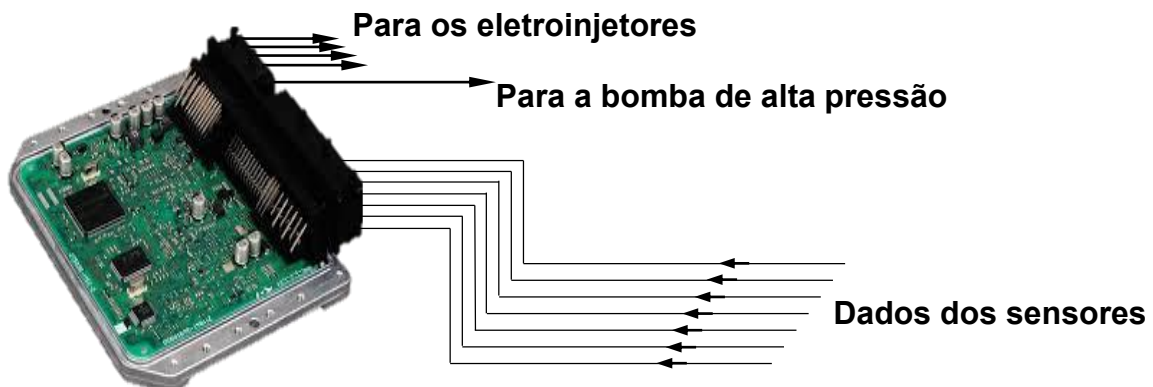 Para os eletroinjetores
Para a bomba de alta pressão
Dados dos sensores